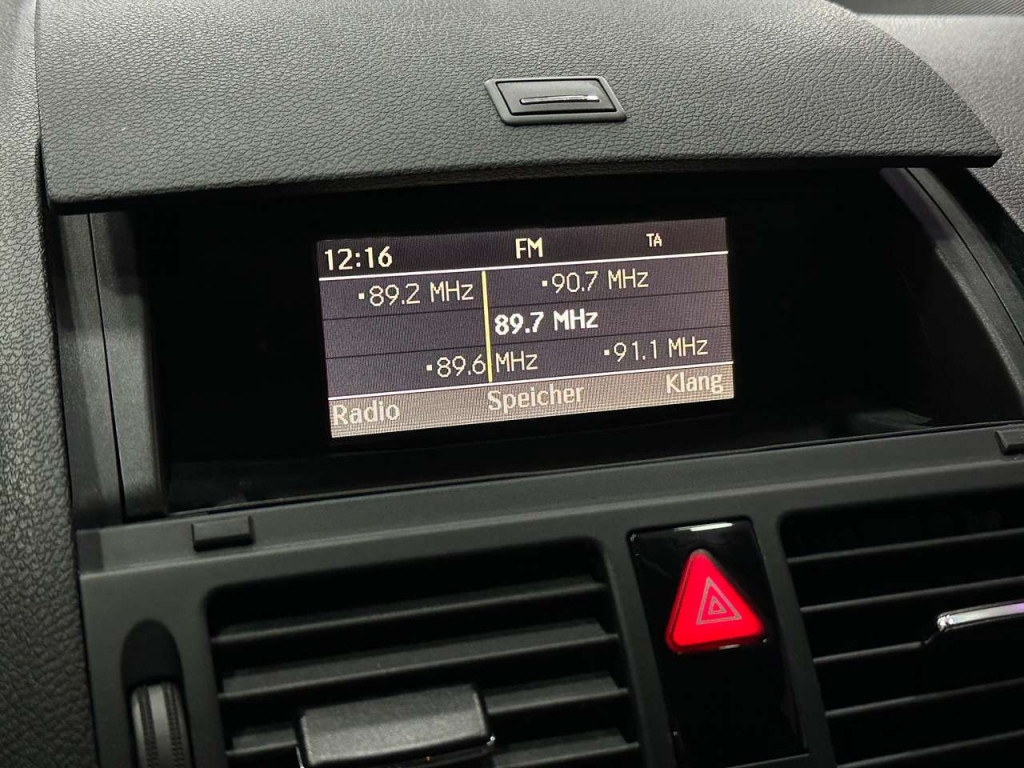 12:16 FM TA
89.2 MHz 90.7 MHz
89.7 MHz
89.6 MHz 91.1 MHz
Radio Speicher Klang